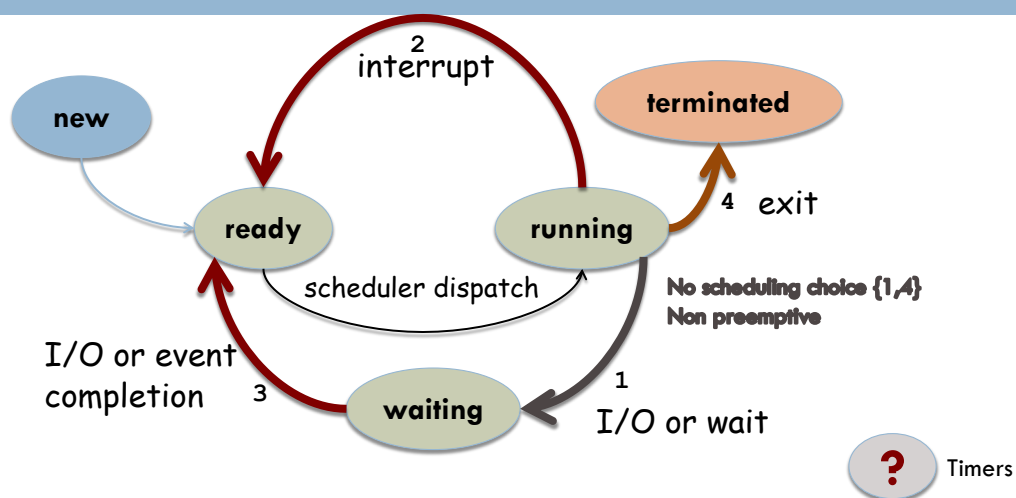 2
interrupt
terminated
new
4 exit
ready
running
scheduler dispatch
No scheduling choice {1,4}
Non preemptive
I/O or event
completion
3
1
waiting
I/O or wait
?
Timers